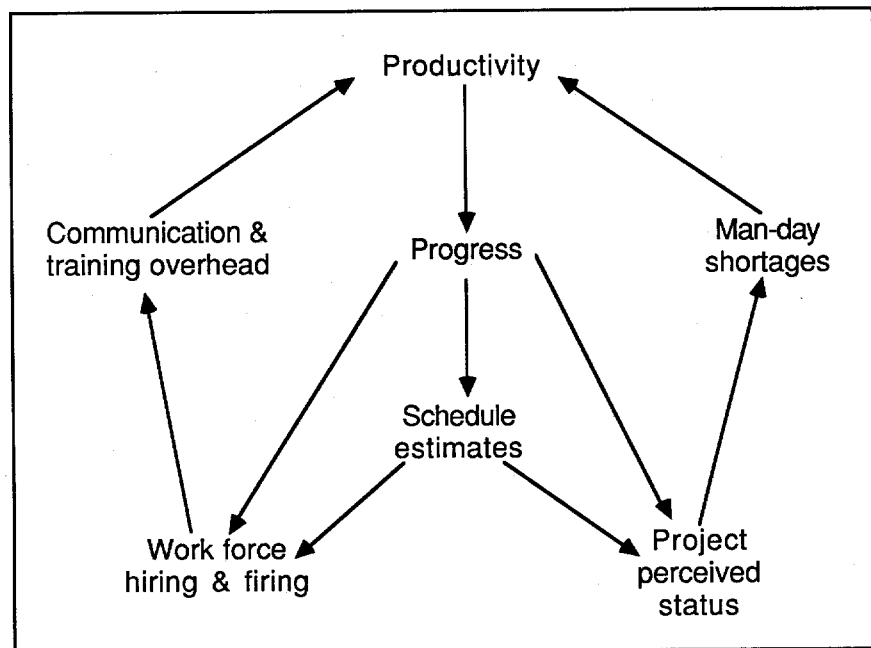 Productivity
Communication &
training overhead
Progress
Man-day
shortages
Schedule
estimates
Work force
hiring & firing
Project
perceived
status